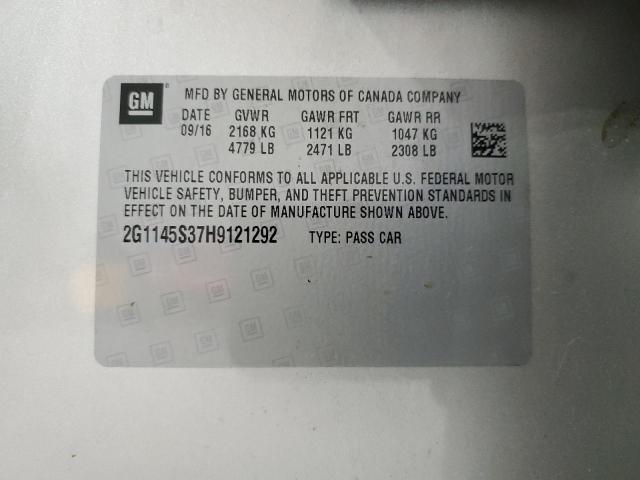 GM ® MFD BY GENERAL MOTORS OF CANADA COMPANY
DATE GVWR GAWR FRT GAWR RR
09/16 2168 KG 1121 KG 1047 KG
4779 LB 2471 LB 2308 LB
THIS VEHICLE CONFORMS TO ALL APPLICABLE U.S. FEDERAL MOTOR
VEHICLE SAFETY, BUMPER, AND THEFT PREVENTION STANDARDS IN
EFFECT ON THE DATE OF MANUFACTURE SHOWN ABOVE.
2G1145S37H9121292 TYPE: PASS CAR